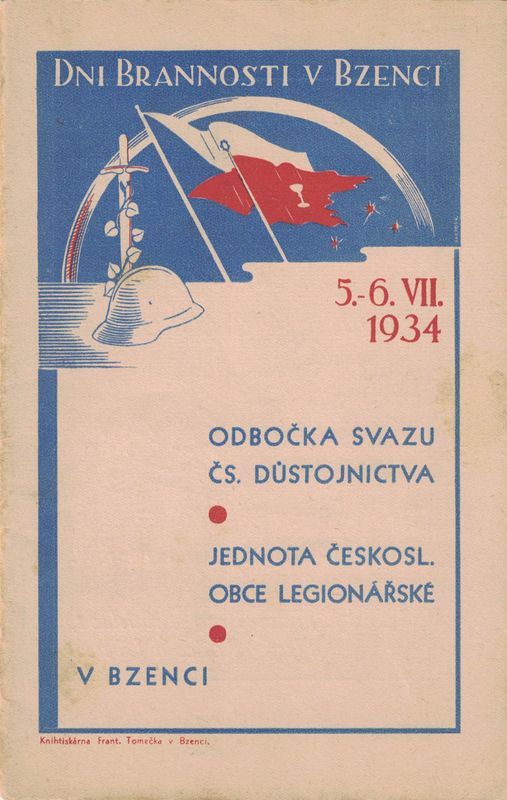 DNI BRANNOSTI V BZENCI
5.-6. VII.
1934
ODBOČKA SVAZU
ČS. DŮSTOJNICTVA
JEDNOTA ČESKOSL.
OBCE LEGIONÁŘSKÉ
V BZENCI
Knihtiskárna Frant. Tomečka v Bzenci.